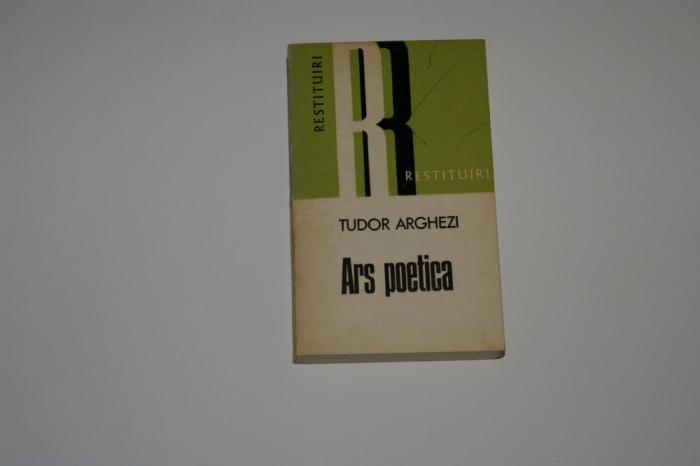 RESTITUIRI
R
RESTITUIRI
TUDOR ARGHEZI
Ars poetica